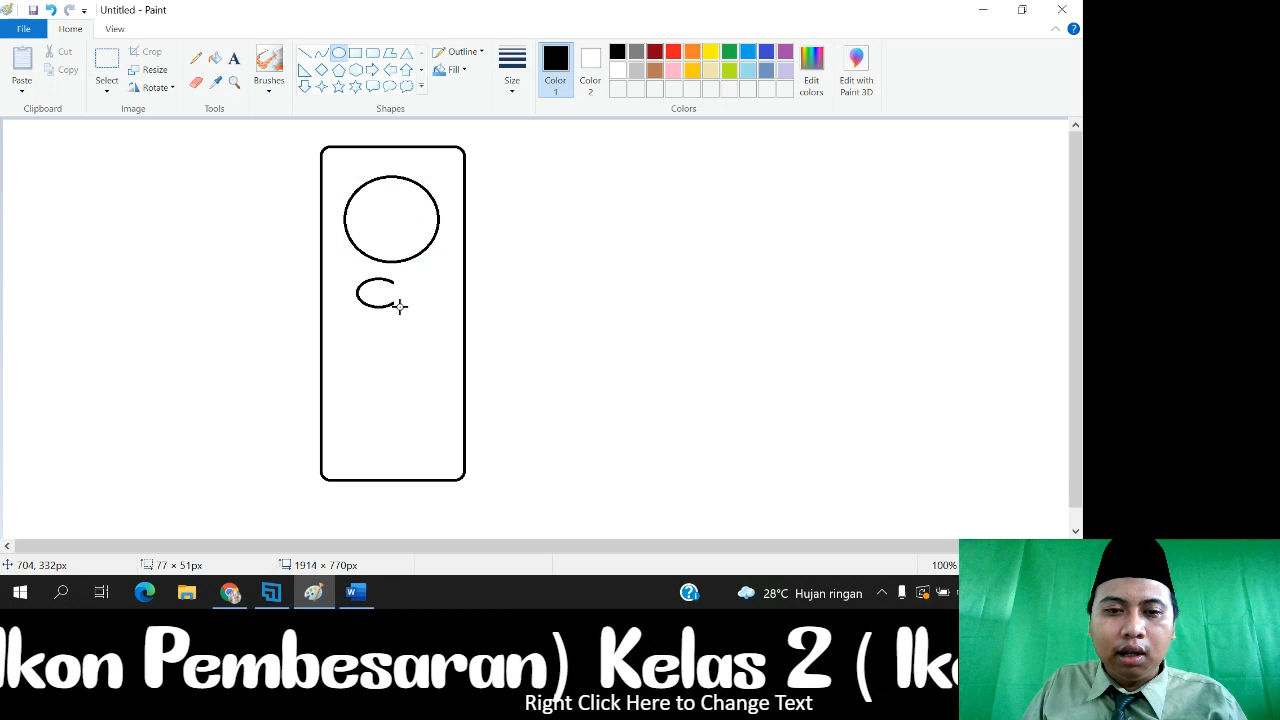 Untitled - Paint
File
Home
View
Paste
Cut
Copy
Clipboard
Select
Crop
Resize
Rotate
Image
A
Tools
Brushes
Shapes
Outline
Fill
Size
Color 1
Color 2
Colors
Edit colors
Edit with Paint 3D
704, 332px
77 × 51px
1914 × 770px
100%
28°C Hujan ringan
Ikon Pembesaran) Kelas 2 ( Ik
Right Click Here to Change Text